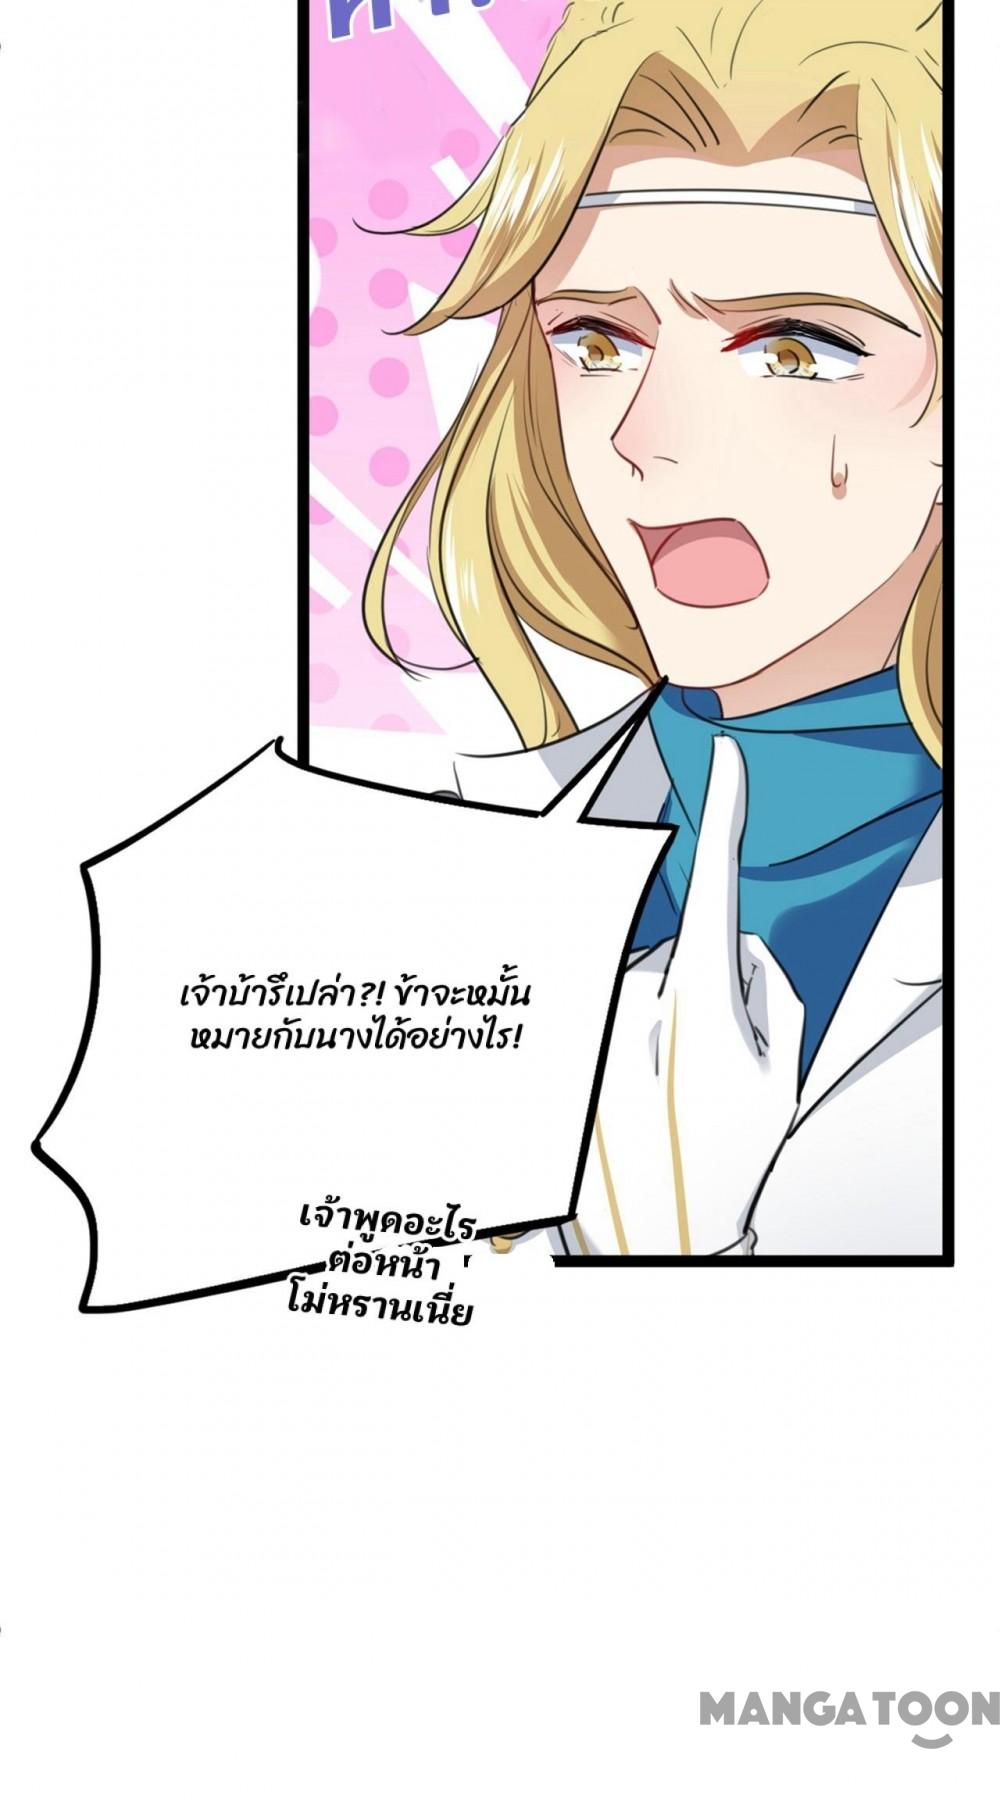 เจ้าบ้ารึเปล่า?! ข้าจะหมั้น
หมายกับนางได้อย่างไร!
เจ้าพูดอะไร
ต่อหน้า
โม่หรานเนี่ย
MANGATOON